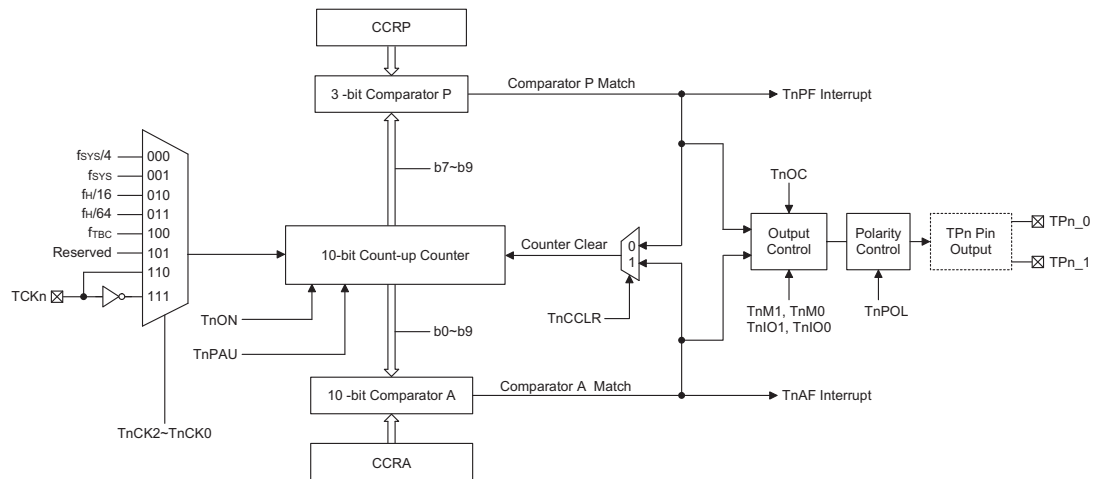 CCRP
3 -bit Comparator P
Comparator P Match
TnPF Interrupt
b7~b9
fSYS/4
000
fSYS
001
fH/16
010
fH/64
011
fTBC
100
Reserved
101
110
TCKn
111
10-bit Count-up Counter
Counter Clear
0
1
TnOC
Output
Control
Polarity
Control
TPn Pin
Output
TPn_0
TPn_1
TnON
TnPAU
b0~b9
TnCCLR
TnM1, TnM0
TnIO1, TnIO0
TnPOL
10 -bit Comparator A
Comparator A Match
TnAF Interrupt
TnCK2~TnCK0
CCRA